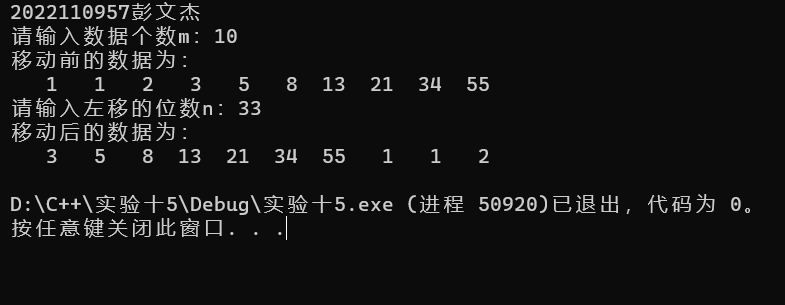 2022110957彭文杰
请输入数据个数m：10
移动前的数据为：
1 1 2 3 5 8 13 21 34 55
请输入左移的位数n：33
移动后的数据为：
3 5 8 13 21 34 55 1 1 2
D:\C++\实验十5\Debug\实验十5.exe (进程 50920)已退出，代码为 0。
按任意键关闭此窗口. . .